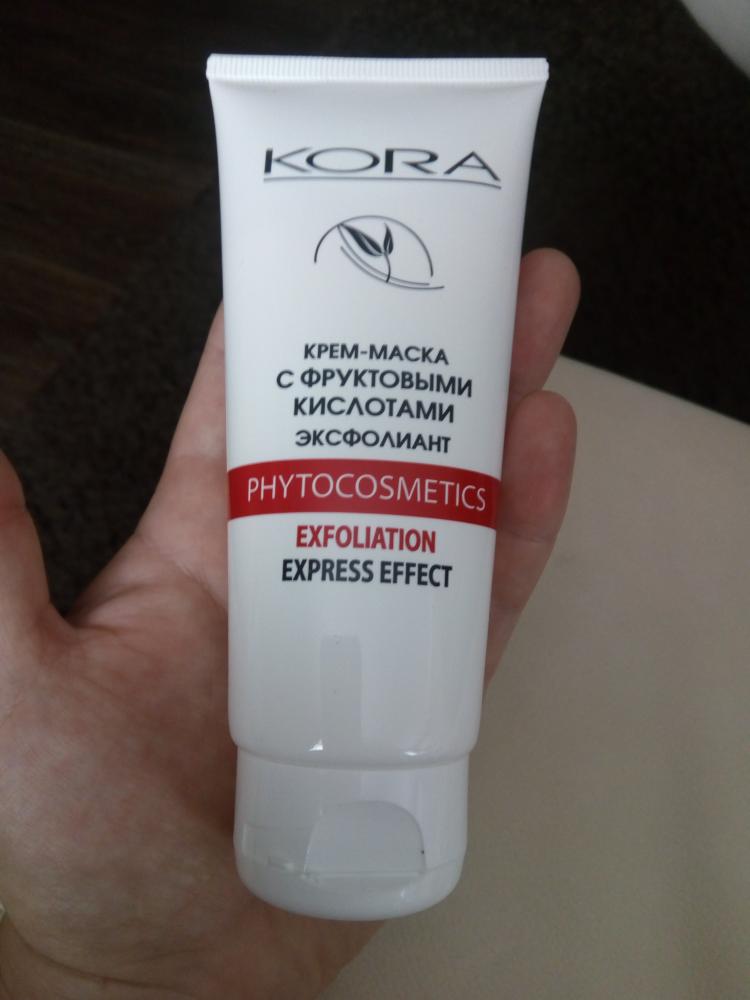 KORA
КРЕМ-МАСКА
С ФРУКТОВЫМИ
КИСЛОТАМИ
ЭКСФОЛИАНТ
PHYTOCOSMETICS
EXFOLIATION
EXPRESS EFFECT